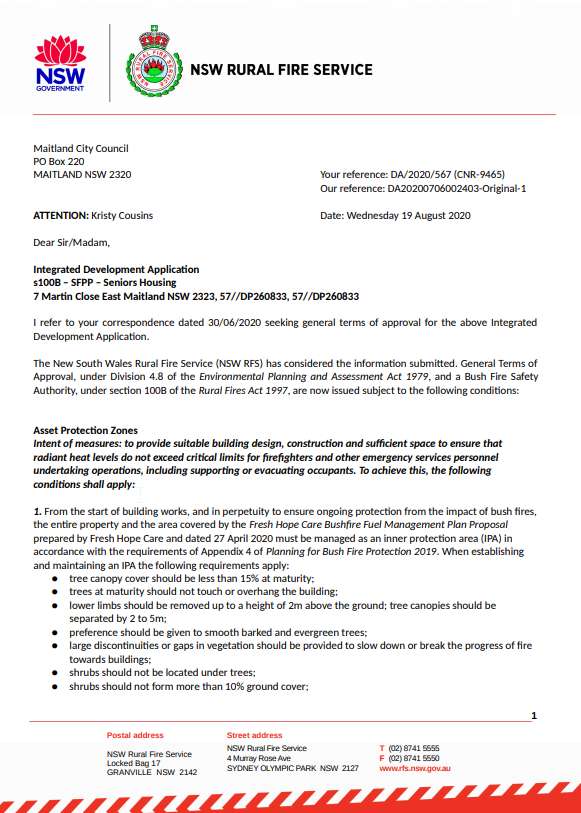 NSW
GOVERNMENT
RURAL FIRE SERVICE
NSW RURAL FIRE SERVICE
Maitland City Council
PO Box 220
MAITLAND NSW 2320
Your reference: DA/2020/567 (CNR-9465)
Our reference: DA20200706002403-Original-1
ATTENTION: Kristy Cousins
Date: Wednesday 19 August 2020
Dear Sir/Madam,
Integrated Development Application
s100B – SFPP – Seniors Housing
7 Martin Close East Maitland NSW 2323, 57//DP260833, 57//DP260833
I refer to your correspondence dated 30/06/2020 seeking general terms of approval for the above Integrated
Development Application.
The New South Wales Rural Fire Service (NSW RFS) has considered the information submitted. General Terms of
Approval, under Division 4.8 of the Environmental Planning and Assessment Act 1979, and a Bush Fire Safety
Authority, under section 100B of the Rural Fires Act 1997, are now issued subject to the following conditions:
Asset Protection Zones
Intent of measures: to provide suitable building design, construction and sufficient space to ensure that
radiant heat levels do not exceed critical limits for firefighters and other emergency services personnel
undertaking operations, including supporting or evacuating occupants. To achieve this, the following
conditions shall apply:
1. From the start of building works, and in perpetuity to ensure ongoing protection from the impact of bush fires,
the entire property and the area covered by the Fresh Hope Care Bushfire Fuel Management Plan Proposal
prepared by Fresh Hope Care and dated 27 April 2020 must be managed as an inner protection area (IPA) in
accordance with the requirements of Appendix 4 of Planning for Bush Fire Protection 2019. When establishing
and maintaining an IPA the following requirements apply:
● tree canopy cover should be less than 15% at maturity;
● trees at maturity should not touch or overhang the building;
● lower limbs should be removed up to a height of 2m above the ground; tree canopies should be
separated by 2 to 5m;
● preference should be given to smooth barked and evergreen trees;
● large discontinuities or gaps in vegetation should be provided to slow down or break the progress of fire
towards buildings;
● shrubs should not be located under trees;
● shrubs should not form more than 10% ground cover;
1
Postal address
NSW Rural Fire Service
Locked Bag 17
GRANVILLE NSW 2142
Street address
NSW Rural Fire Service
4 Murray Rose Ave
SYDNEY OLYMPIC PARK NSW 2127
T (02) 8741 5555
F (02) 8741 5550
www.rfs.nsw.gov.au